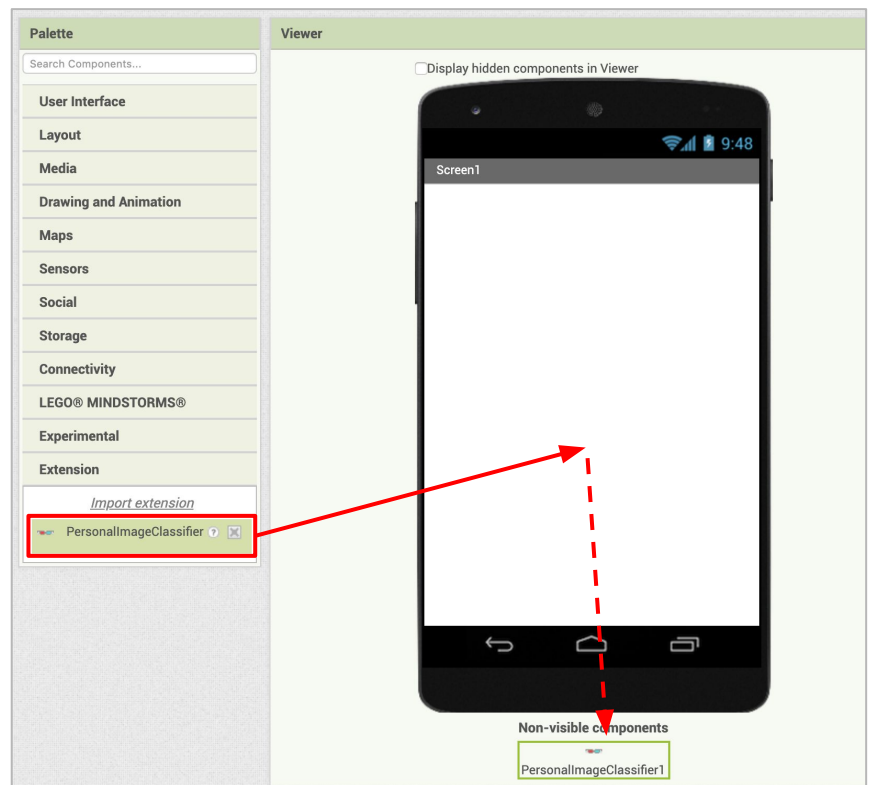 Palette
Search Components...
User Interface
Layout
Media
Drawing and Animation
Maps
Sensors
Social
Storage
Connectivity
LEGO® MINDSTORMS®
Experimental
Extension
Import extension
PersonalImageClassifier ?
Viewer
Display hidden components in Viewer
9:48
Screen1
Non-visible components
PersonalImageClassifier1